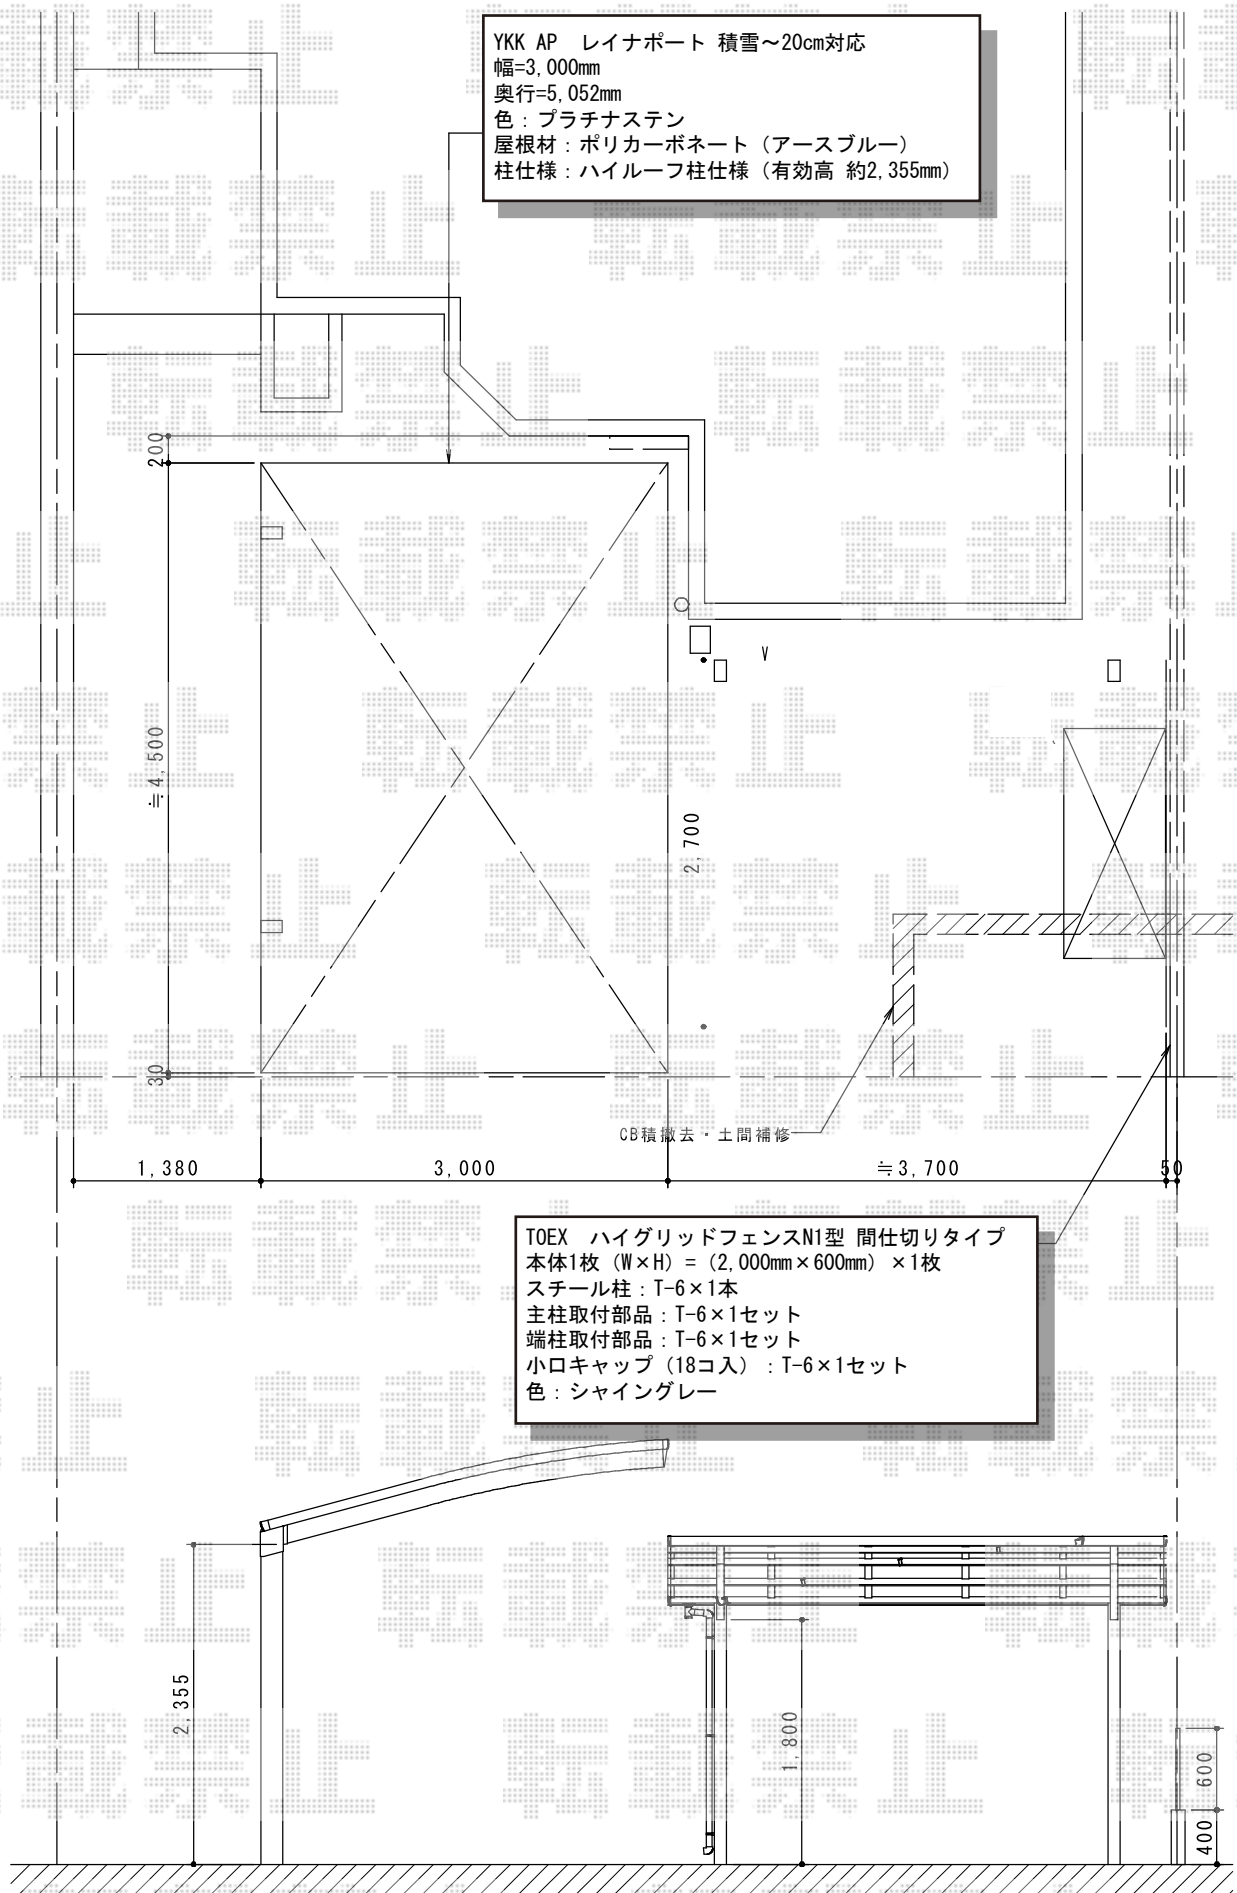 YKK AP レイナポート 積雪～20cm対応
幅=3,000mm
奥行=5,052mm
色：プラチナステン
屋根材：ポリカーボネート（アースブルー）
柱仕様：ハイルーフ柱仕様（有効高 約2,355mm）
200
≒4,500
2,700
30
CB積撤去・土間補修
1,380
3,000
≒3,700
50
TOEX ハイグリッドフェンスN1型 間仕切りタイプ
本体1枚（W×H）=（2,000mm×600mm）×1枚
スチール柱：T-6×1本
主柱取付部品：T-6×1セット
端柱取付部品：T-6×1セット
小口キャップ（18コ入）：T-6×1セット
色：シャイングレー
2,355
1,800
600
400
転載禁止